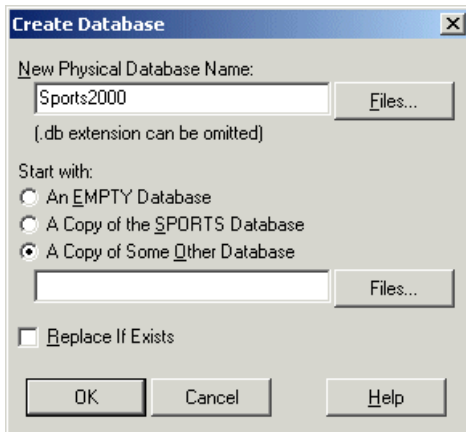 Create Database
New Physical Database Name:
Sports2000
Files...
(.db extension can be omitted)
Start with:
An EMPTY Database
A Copy of the SPORTS Database
A Copy of Some Other Database
Files...
Replace If Exists
OK Cancel Help